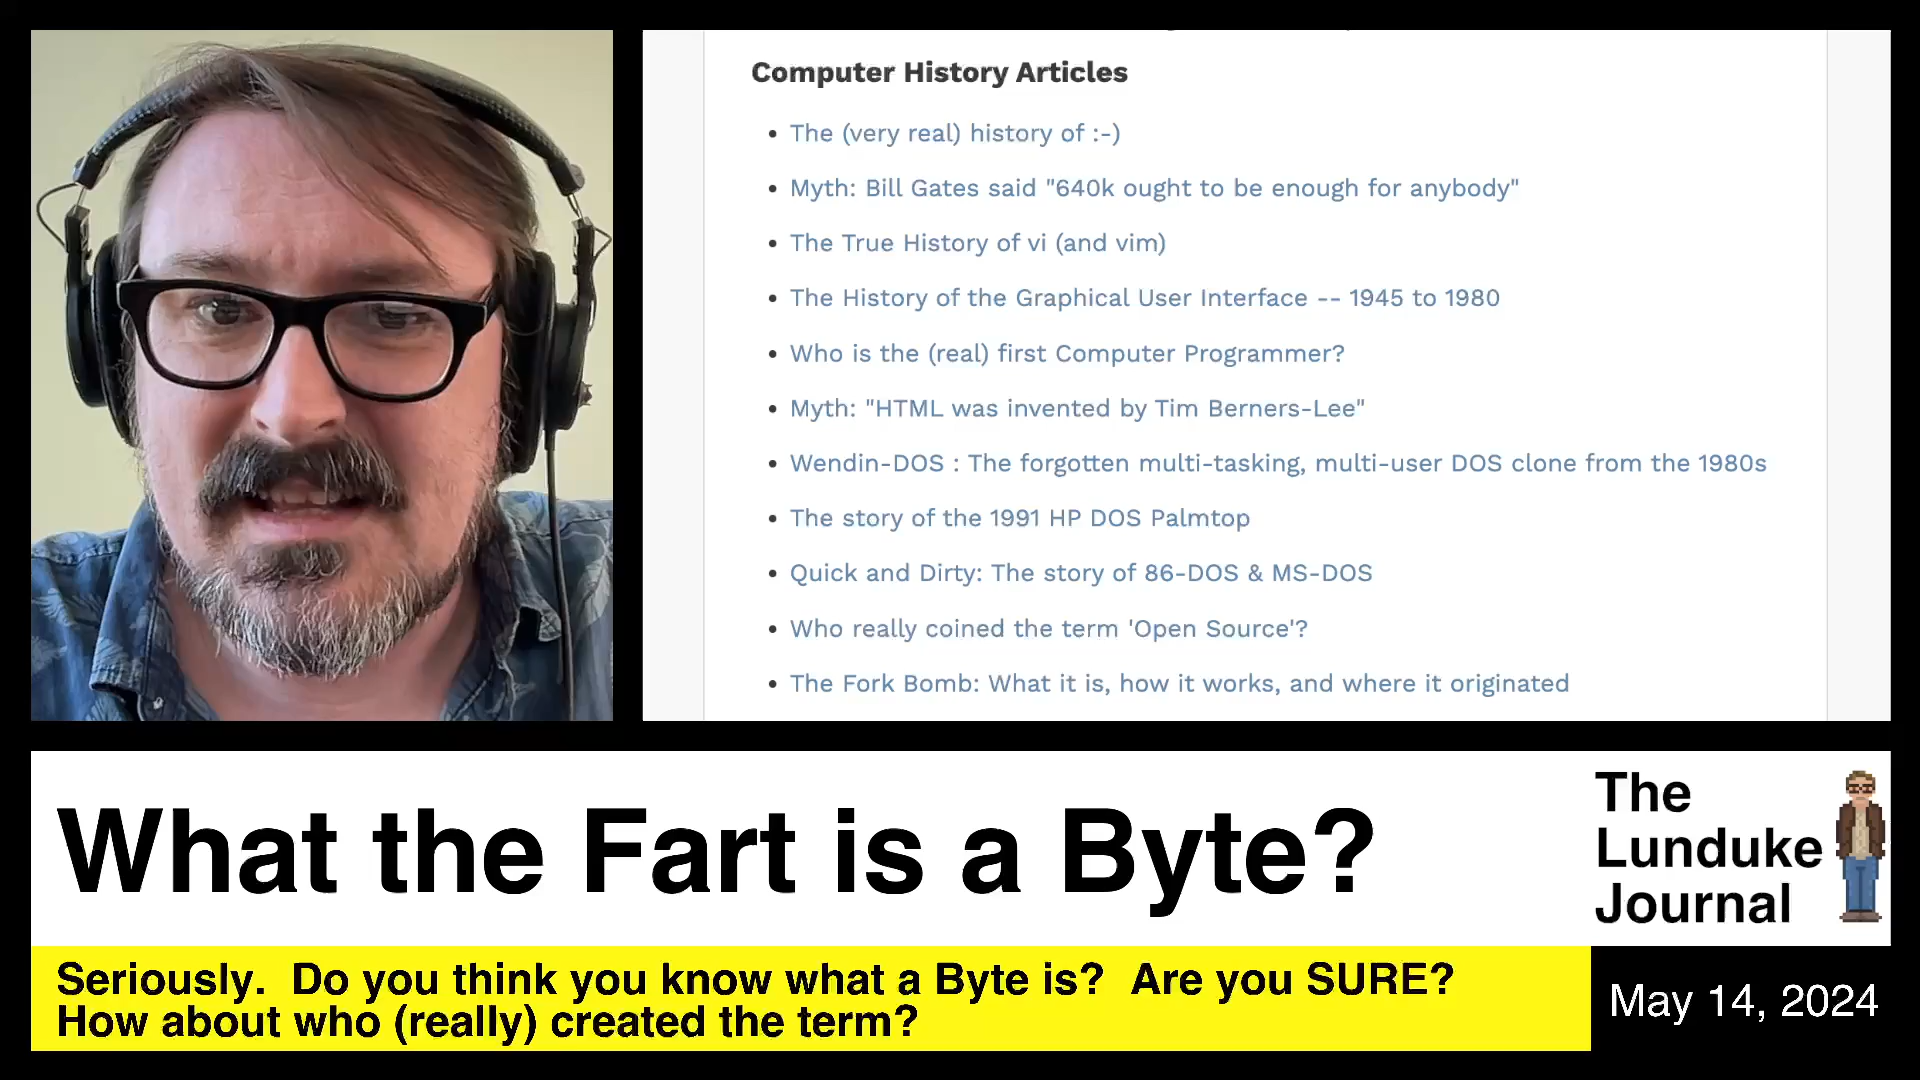 Computer History Articles
• The (very real) history of :-)
• Myth: Bill Gates said "640k ought to be enough for anybody"
• The True History of vi (and vim)
• The History of the Graphical User Interface -- 1945 to 1980
• Who is the (real) first Computer Programmer?
• Myth: "HTML was invented by Tim Berners-Lee"
• Wendin-DOS : The forgotten multi-tasking, multi-user DOS clone from the 1980s
• The story of the 1991 HP DOS Palmtop
• Quick and Dirty: The story of 86-DOS & MS-DOS
• Who really coined the term 'Open Source'?
• The Fork Bomb: What it is, how it works, and where it originated
What the Fart is a Byte?
The
Lunduke
Journal
Seriously.  Do you think you know what a Byte is?  Are you SURE?
How about who (really) created the term?
May 14, 2024